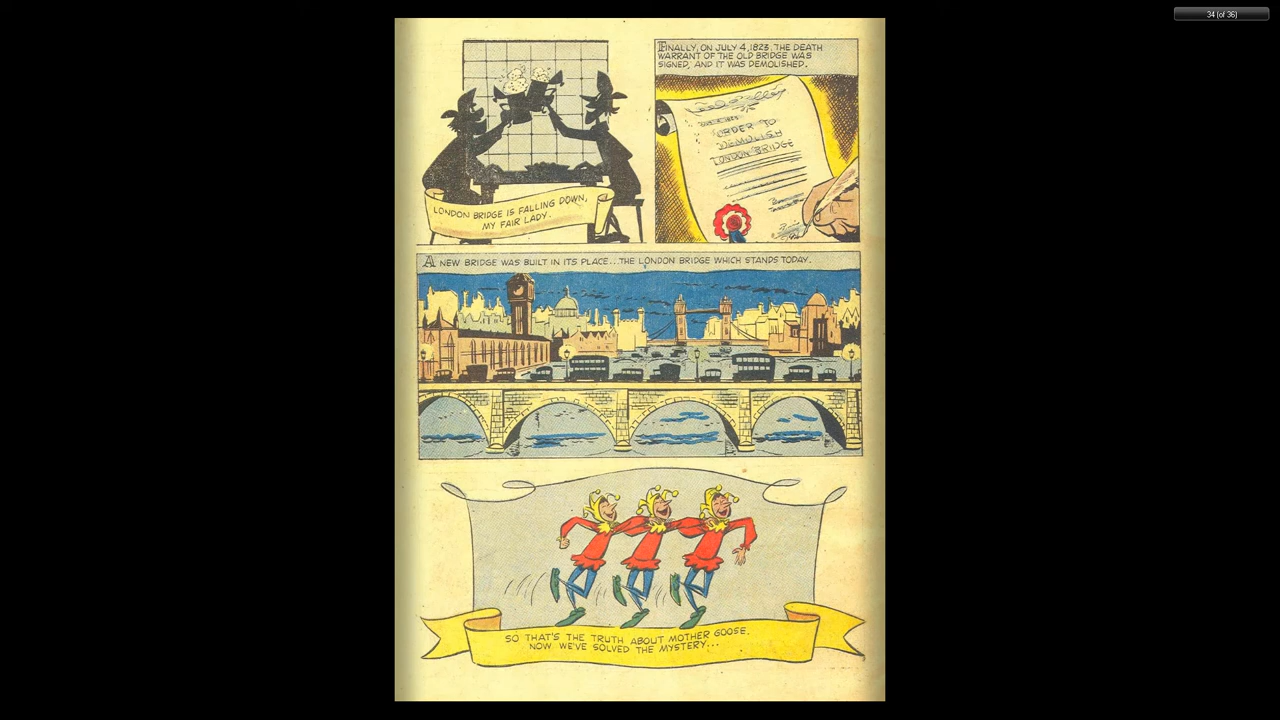 34 (of 36)
LONDON BRIDGE IS FALLING DOWN,
MY FAIR LADY.
FINALLY, ON JULY 4, 1823, THE DEATH
WARRANT OF THE OLD BRIDGE WAS
SIGNED, AND IT WAS DEMOLISHED.
ORDER TO
DEMOLISH
LONDON BRIDGE
A NEW BRIDGE WAS BUILT IN ITS PLACE...THE LONDON BRIDGE WHICH STANDS TODAY.
SO THAT'S THE TRUTH ABOUT MOTHER GOOSE.
NOW WE'VE SOLVED THE MYSTERY...